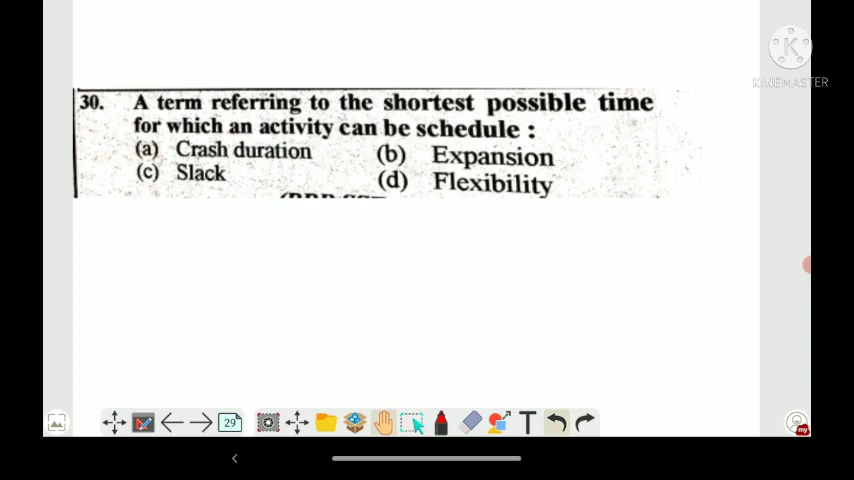 KINEMASTER
30. A term referring to the shortest possible time
for which an activity can be schedule :
(a) Crash duration (b) Expansion
(c) Slack (d) Flexibility
29
my